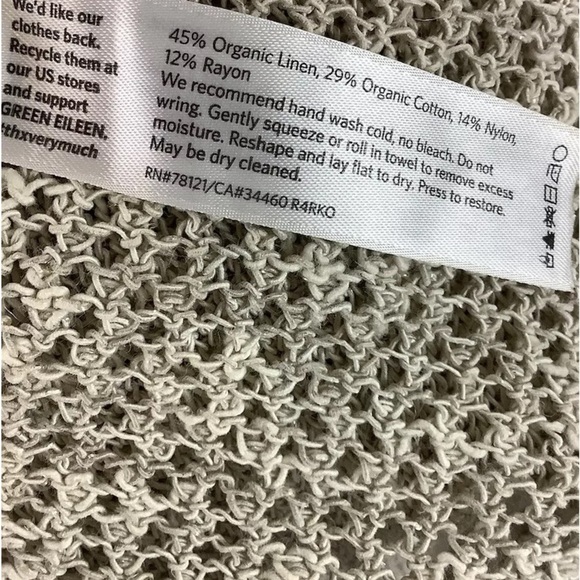 We'd like our
clothes back.
Recycle them at
our US stores
and support
GREEN EILEEN.
#thxverymuch
45% Organic Linen, 29% Organic Cotton, 14% Nylon,
12% Rayon
We recommend hand wash cold, no bleach. Do not
wring. Gently squeeze or roll in towel to remove excess
moisture. Reshape and lay flat to dry. Press to restore.
May be dry cleaned.
RN#78121/CA#34460 R4RKO